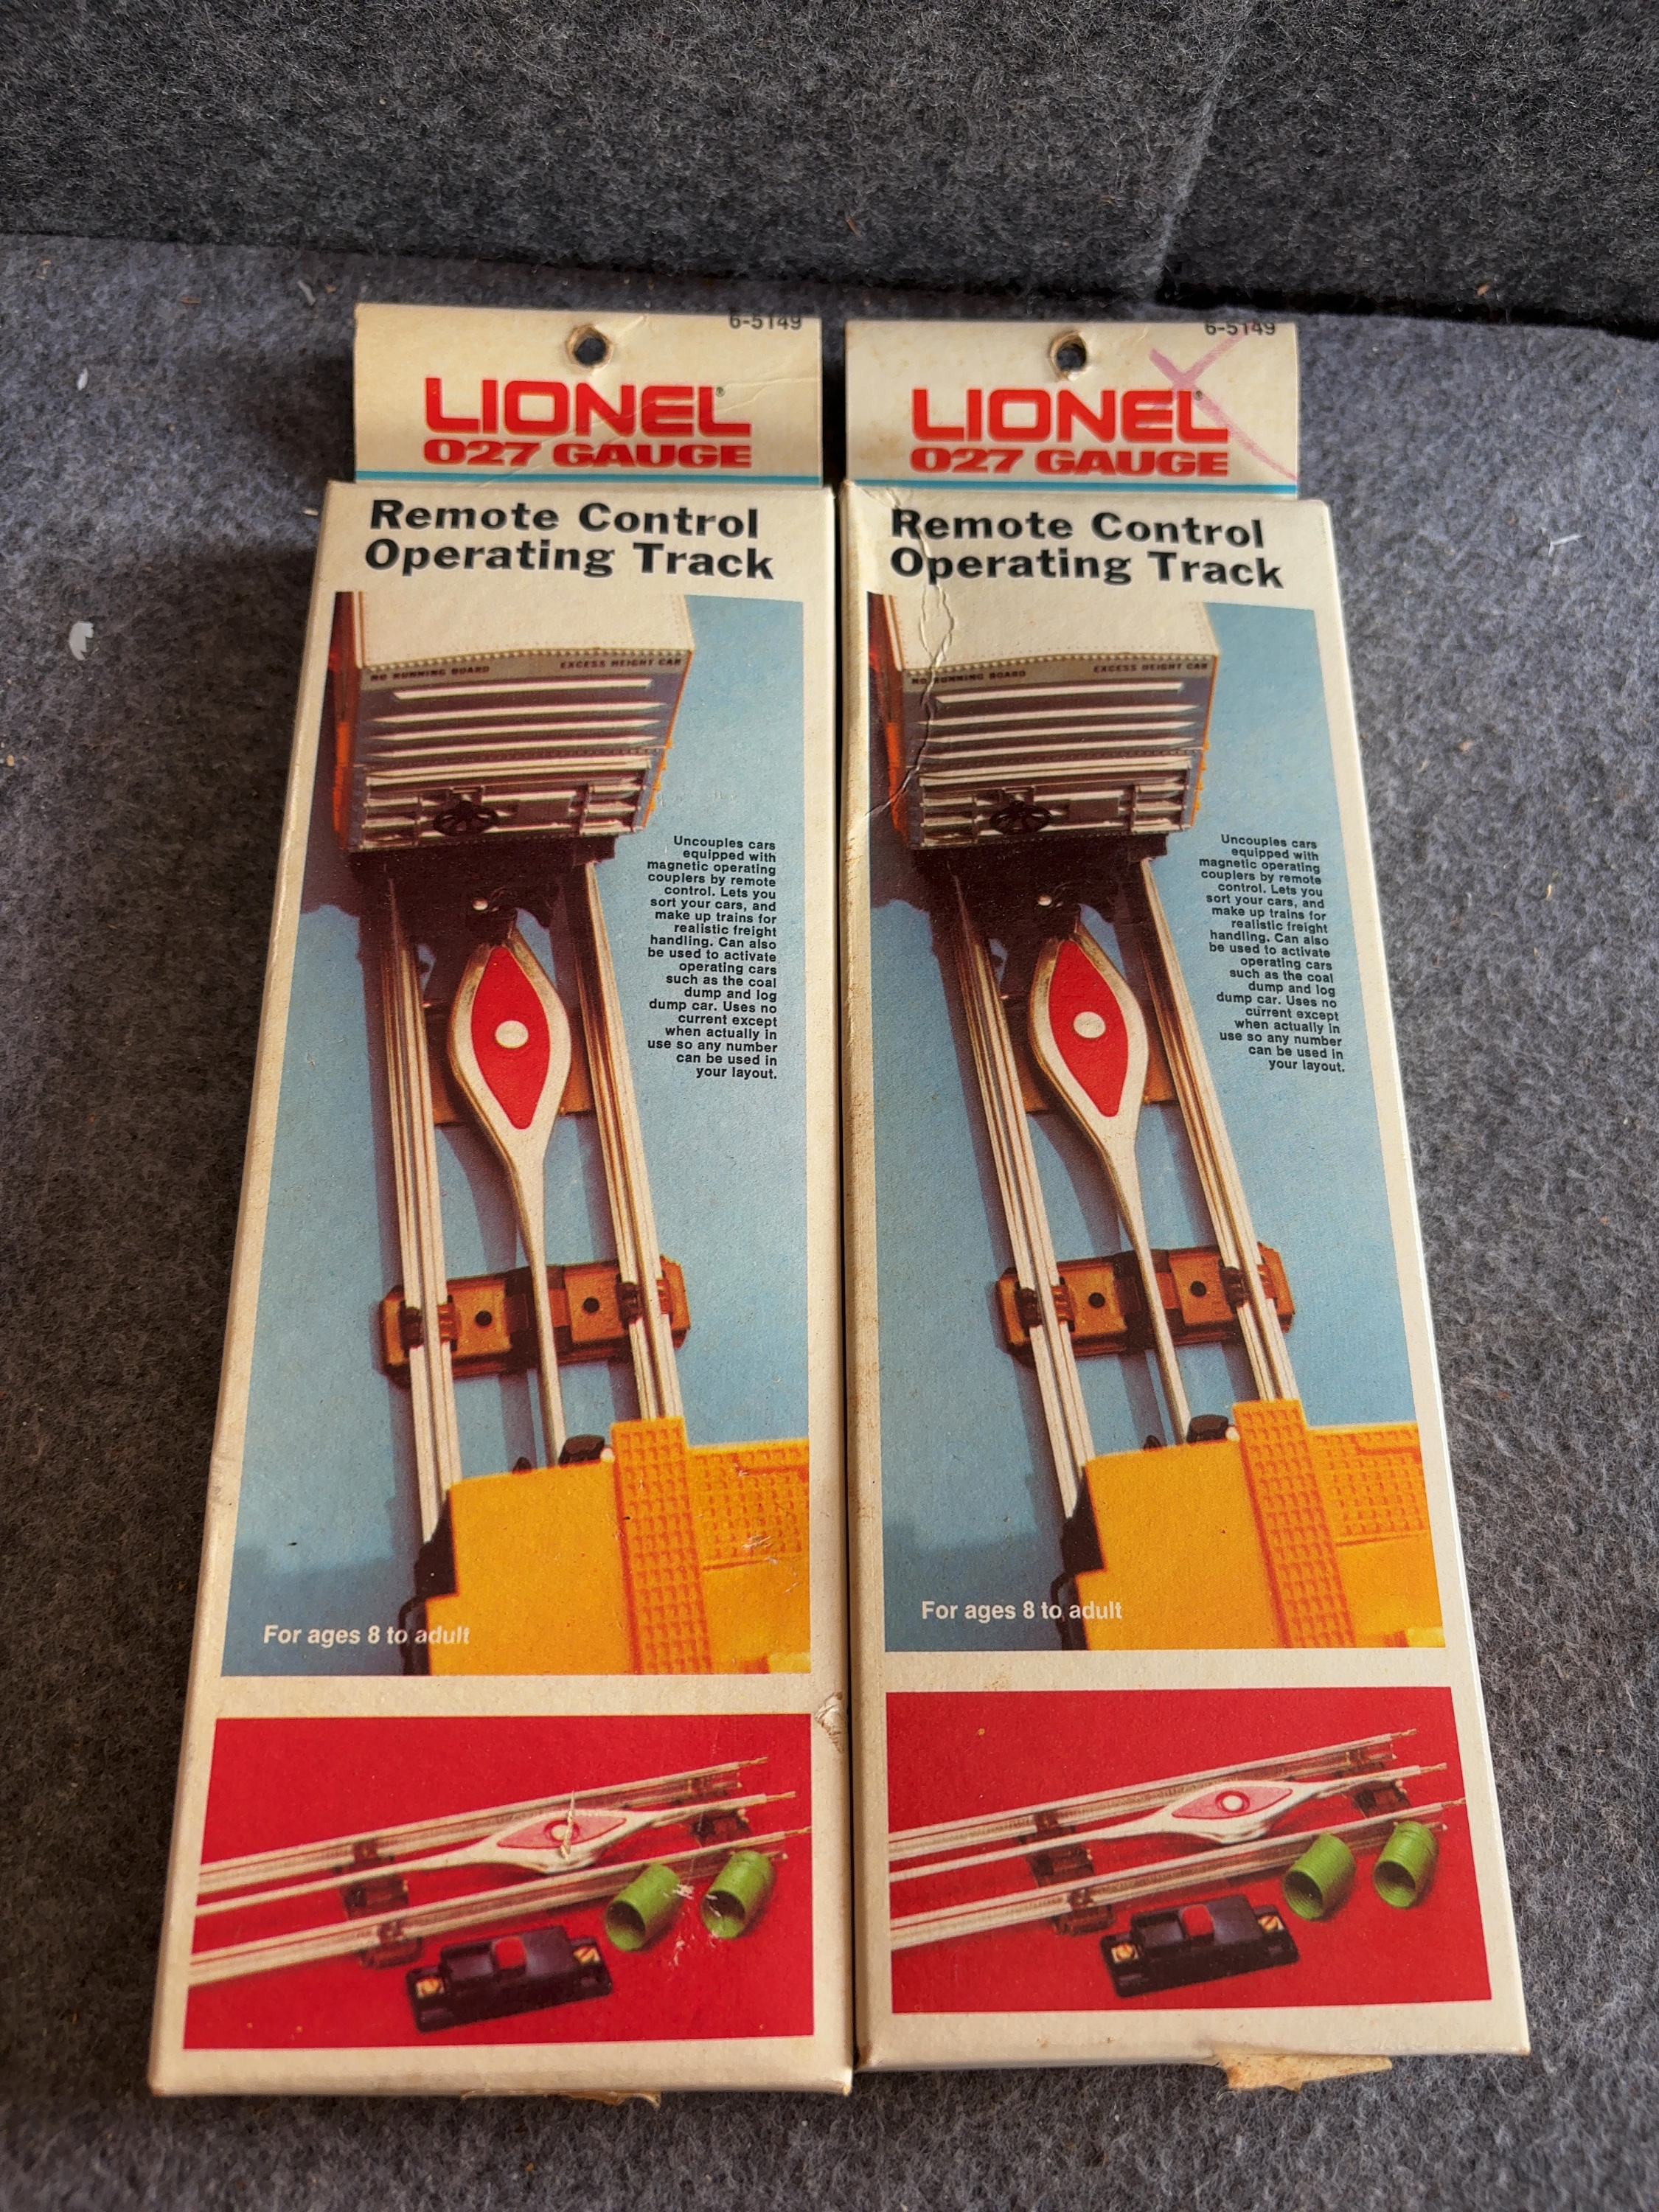 6-5149
LIONEL®
027 GAUGE
Remote Control
Operating Track
NO RUNNING BOARD
EXCESS HEIGHT CAR
Uncouples cars
equipped with
magnetic operating
couplers by remote
control. Lets you
sort your cars, and
make up trains for
realistic freight
handling. Can also
be used to activate
operating cars
such as the coal
dump and log
dump car. Uses no
current except
when actually in
use so any number
can be used in
your layout.
For ages 8 to adult
6-5149
LIONEL®
027 GAUGE
Remote Control
Operating Track
NO RUNNING BOARD
EXCESS HEIGHT CAR
Uncouples cars
equipped with
magnetic operating
couplers by remote
control. Lets you
sort your cars, and
make up trains for
realistic freight
handling. Can also
be used to activate
operating cars
such as the coal
dump and log
dump car. Uses no
current except
when actually in
use so any number
can be used in
your layout.
For ages 8 to adult